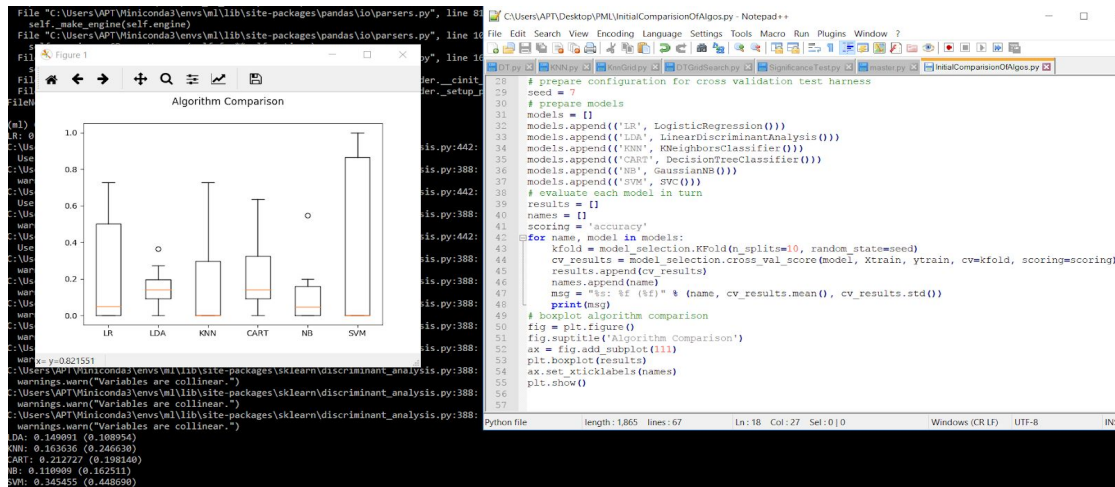 File "C:\Users\APT\Miniconda3\envs\ml\lib\site-packages\pandas\io\parsers.py", line 81
self._make_engine(self.engine)
File "C:\Users\APT\Miniconda3\envs\ml\lib\site-packages\pandas\io\parsers.py", line 10
Figure 1
Algorithm Comparison
1.0
0.8
0.6
0.4
0.2
0.0
LR
LDA
KNN
CART
NB
SVM
x= y=0.821551
C:\Users\APT\Miniconda3\envs\ml\lib\site-packages\sklearn\discriminant_analysis.py:388:
warnings.warn("Variables are collinear.")
C:\Users\APT\Miniconda3\envs\ml\lib\site-packages\sklearn\discriminant_analysis.py:388:
warnings.warn("Variables are collinear.")
C:\Users\APT\Miniconda3\envs\ml\lib\site-packages\sklearn\discriminant_analysis.py:388:
warnings.warn("Variables are collinear.")
LDA: 0.149091 (0.108954)
KNN: 0.163636 (0.246630)
CART: 0.212727 (0.198140)
NB: 0.110909 (0.162511)
SVM: 0.345455 (0.448690)
C:\Users\APT\Desktop\PML\InitialComparisionOfAlgos.py - Notepad++
File Edit Search View Encoding Language Settings Tools Macro Run Plugins Window ?
DT.py KNN.py KnnGrid.py DTGridSearch.py SignificanceTest.py master.py InitialComparisionOfAlgos.py
28 # prepare configuration for cross validation test harness
29 seed = 7
30 # prepare models
31 models = []
32 models.append(('LR', LogisticRegression()))
33 models.append(('LDA', LinearDiscriminantAnalysis()))
34 models.append(('KNN', KNeighborsClassifier()))
35 models.append(('CART', DecisionTreeClassifier()))
36 models.append(('NB', GaussianNB()))
37 models.append(('SVM', SVC()))
38 # evaluate each model in turn
39 results = []
40 names = []
41 scoring = 'accuracy'
42 for name, model in models:
43 kfold = model_selection.KFold(n_splits=10, random_state=seed)
44 cv_results = model_selection.cross_val_score(model, Xtrain, ytrain, cv=kfold, scoring=scoring)
45 results.append(cv_results)
46 names.append(name)
47 msg = "%s: %f (%f)" % (name, cv_results.mean(), cv_results.std())
48 print(msg)
49 # boxplot algorithm comparison
50 fig = plt.figure()
51 fig.suptitle('Algorithm Comparison')
52 ax = fig.add_subplot(111)
53 plt.boxplot(results)
54 ax.set_xticklabels(names)
55 plt.show()
56
57
Python file length : 1,865 lines : 67 Ln : 18 Col : 27 Sel : 0 | 0 Windows (CR LF) UTF-8 IN